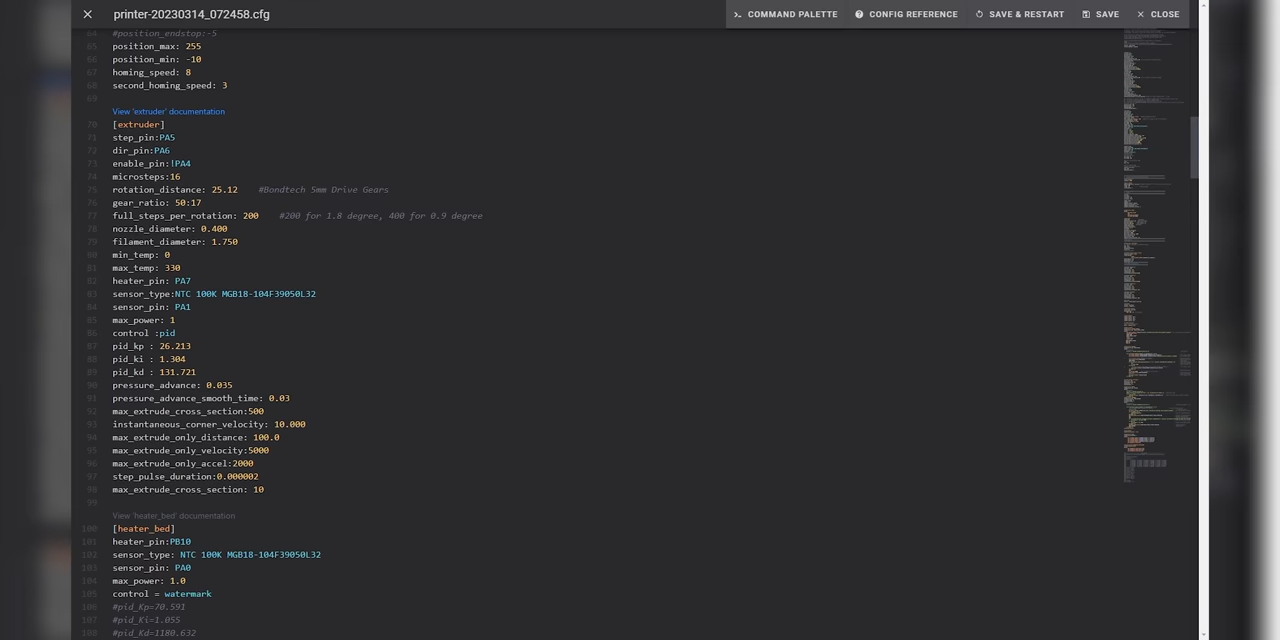 printer-20230314_072458.cfg
COMMAND PALETTE
CONFIG REFERENCE
SAVE & RESTART
SAVE
CLOSE
64 #position_endstop:-5
65 position_max: 255
66 position_min: -10
67 homing_speed: 8
68 second_homing_speed: 3
69
View 'extruder' documentation
70 [extruder]
71 step_pin:PA5
72 dir_pin:PA6
73 enable_pin:!PA4
74 microsteps:16
75 rotation_distance: 25.12 #Bondtech 5mm Drive Gears
76 gear_ratio: 50:17
77 full_steps_per_rotation: 200 #200 for 1.8 degree, 400 for 0.9 degree
78 nozzle_diameter: 0.400
79 filament_diameter: 1.750
80 min_temp: 0
81 max_temp: 330
82 heater_pin: PA7
83 sensor_type:NTC 100K MGB18-104F39050L32
84 sensor_pin: PA1
85 max_power: 1
86 control :pid
87 pid_kp : 26.213
88 pid_ki : 1.304
89 pid_kd : 131.721
90 pressure_advance: 0.035
91 pressure_advance_smooth_time: 0.03
92 max_extrude_cross_section:500
93 instantaneous_corner_velocity: 10.000
94 max_extrude_only_distance: 100.0
95 max_extrude_only_velocity:5000
96 max_extrude_only_accel:2000
97 step_pulse_duration:0.000002
98 max_extrude_cross_section: 10
99
View 'heater_bed' documentation
100 [heater_bed]
101 heater_pin:PB10
102 sensor_type: NTC 100K MGB18-104F39050L32
103 sensor_pin: PA0
104 max_power: 1.0
105 control = watermark
106 #pid_Kp=70.591
107 #pid_Ki=1.055
108 #pid_Kd=1180.632